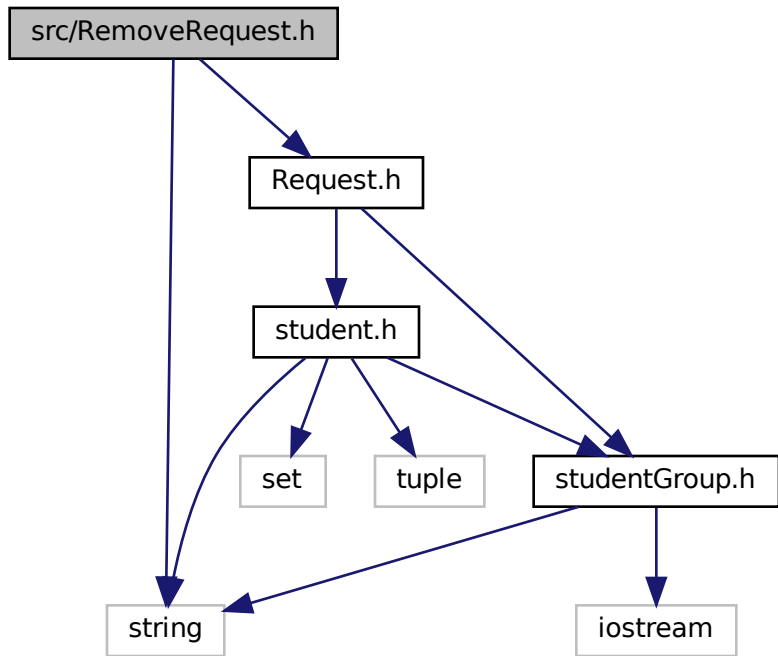 src/RemoveRequest.h
Request.h
student.h
set
tuple
studentGroup.h
string
iostream